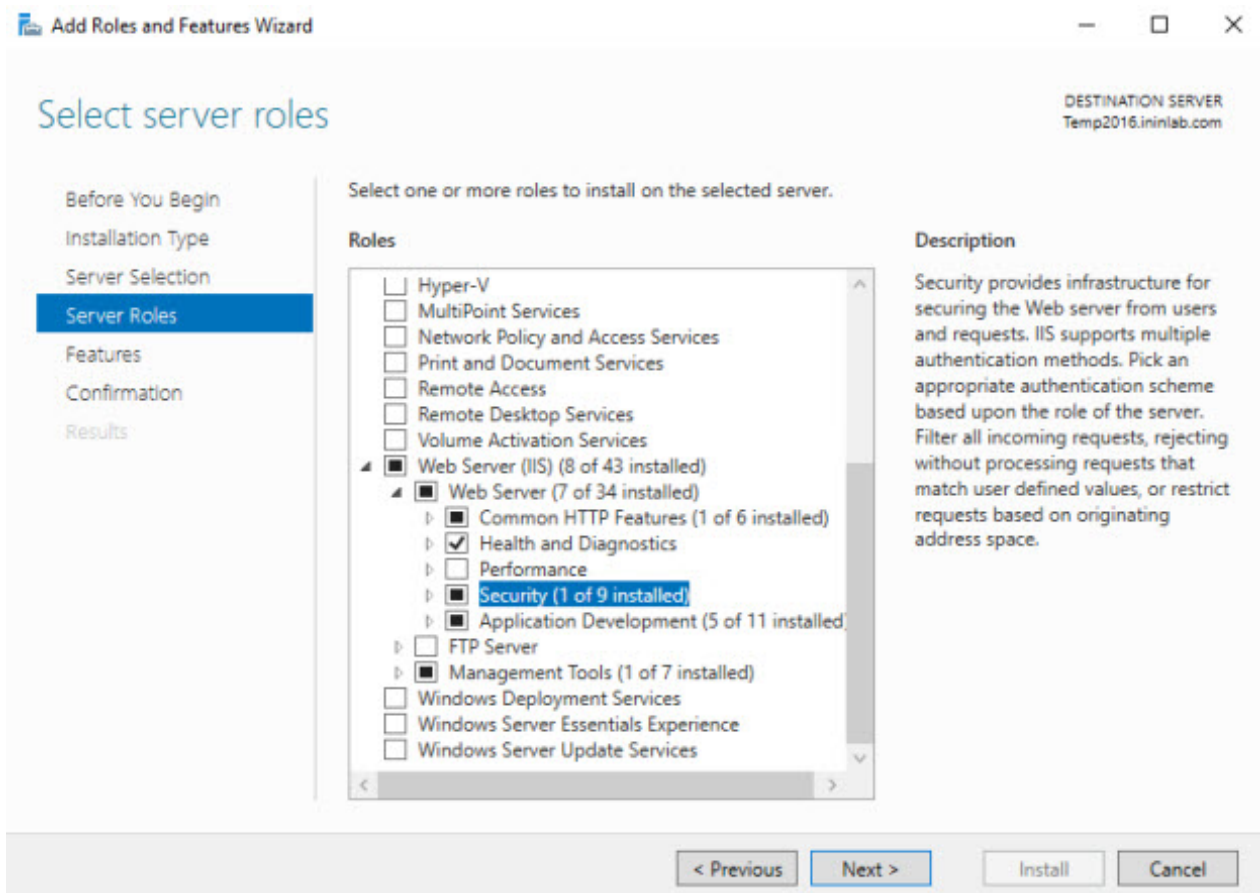 Add Roles and Features Wizard
Select server roles
DESTINATION SERVER
Temp2016.ininlab.com
Before You Begin
Installation Type
Server Selection
Server Roles
Features
Confirmation
Results
Select one or more roles to install on the selected server.
Roles
Hyper-V
MultiPoint Services
Network Policy and Access Services
Print and Document Services
Remote Access
Remote Desktop Services
Volume Activation Services
Web Server (IIS) (8 of 43 installed)
Web Server (7 of 34 installed)
Common HTTP Features (1 of 6 installed)
Health and Diagnostics
Performance
Security (1 of 9 installed)
Application Development (5 of 11 installed)
FTP Server
Management Tools (1 of 7 installed)
Windows Deployment Services
Windows Server Essentials Experience
Windows Server Update Services
Description
Security provides infrastructure for
securing the Web server from users
and requests. IIS supports multiple
authentication methods. Pick an
appropriate authentication scheme
based upon the role of the server.
Filter all incoming requests, rejecting
without processing requests that
match user defined values, or restrict
requests based on originating
address space.
< Previous
Next >
Install
Cancel